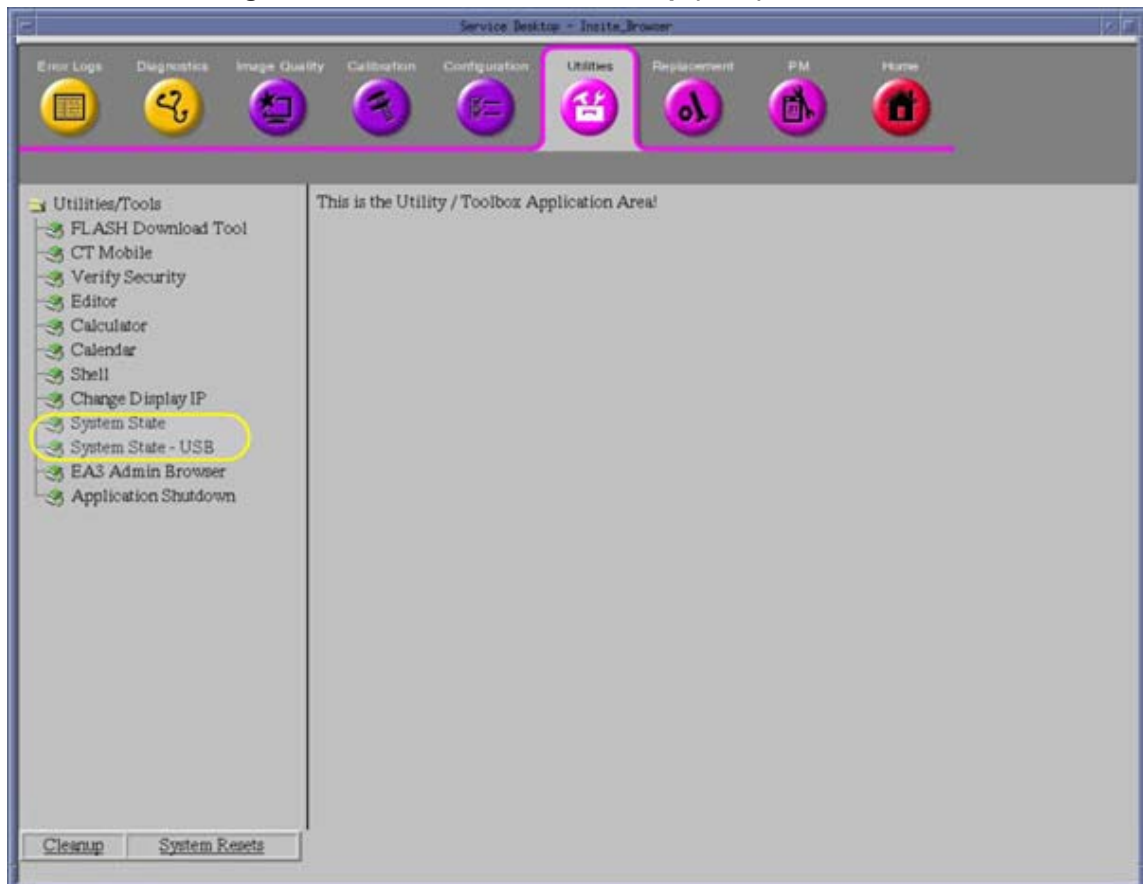 Service Desktop - Insite_Browser
Error Logs
Diagnostics
Image Quality
Calibration
Configuration
Utilities
Replacement
PM
Home
Utilities/Tools
FLASH Download Tool
CT Mobile
Verify Security
Editor
Calculator
Calendar
Shell
Change Display IP
System State
System State - USB
EA3 Admin Browser
Application Shutdown
This is the Utility / Toolbox Application Area!
Cleanup
System Resets